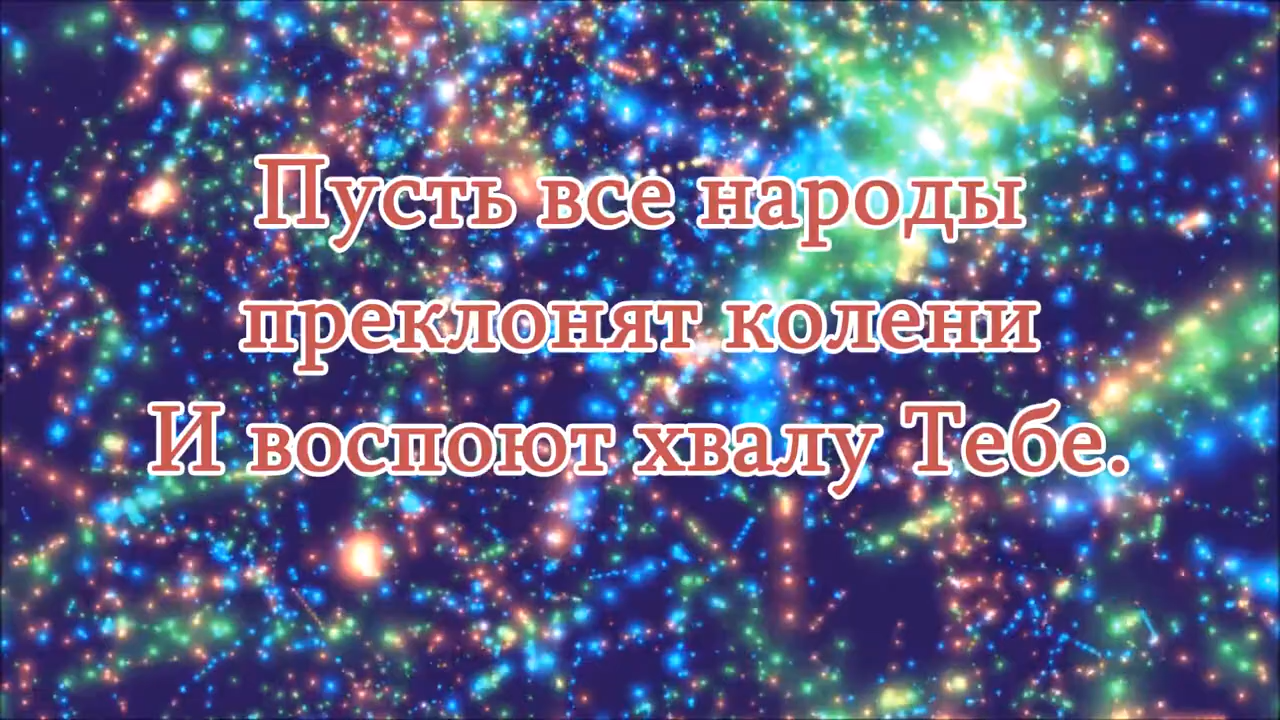 Пусть все народы
преклонят колени
И воспоют хвалу Тебе.